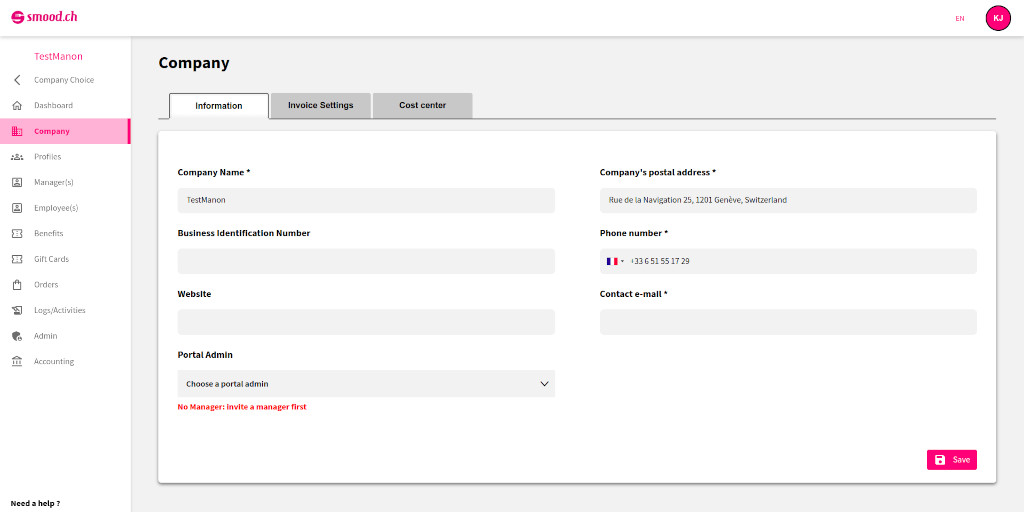 smood.ch
EN
KJ
TestManon
Company Choice
Dashboard
Company
Profiles
Manager(s)
Employee(s)
Benefits
Gift Cards
Orders
Logs/Activities
Admin
Accounting
Need a help ?
Company
Information
Invoice Settings
Cost center
Company Name *
TestManon
Business Identification Number
Website
Portal Admin
Choose a portal admin
No Manager: invite a manager first
Company's postal address *
Rue de la Navigation 25, 1201 Genève, Switzerland
Phone number *
+33 6 51 55 17 29
Contact e-mail *
Save